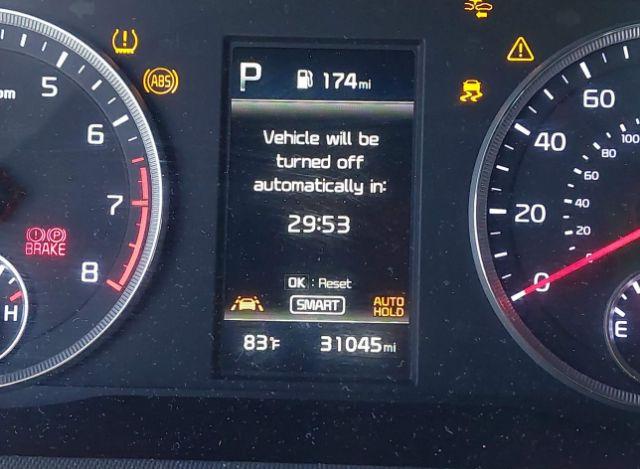 P 174mi
Vehicle will be
turned off
automatically in:
29:53
OK : Reset
SMART
AUTO
HOLD
83°F 31045mi
ABS
5
6
7
8
BRAKE
P
H
60
40
20
0
100
80
60
40
20
0
E